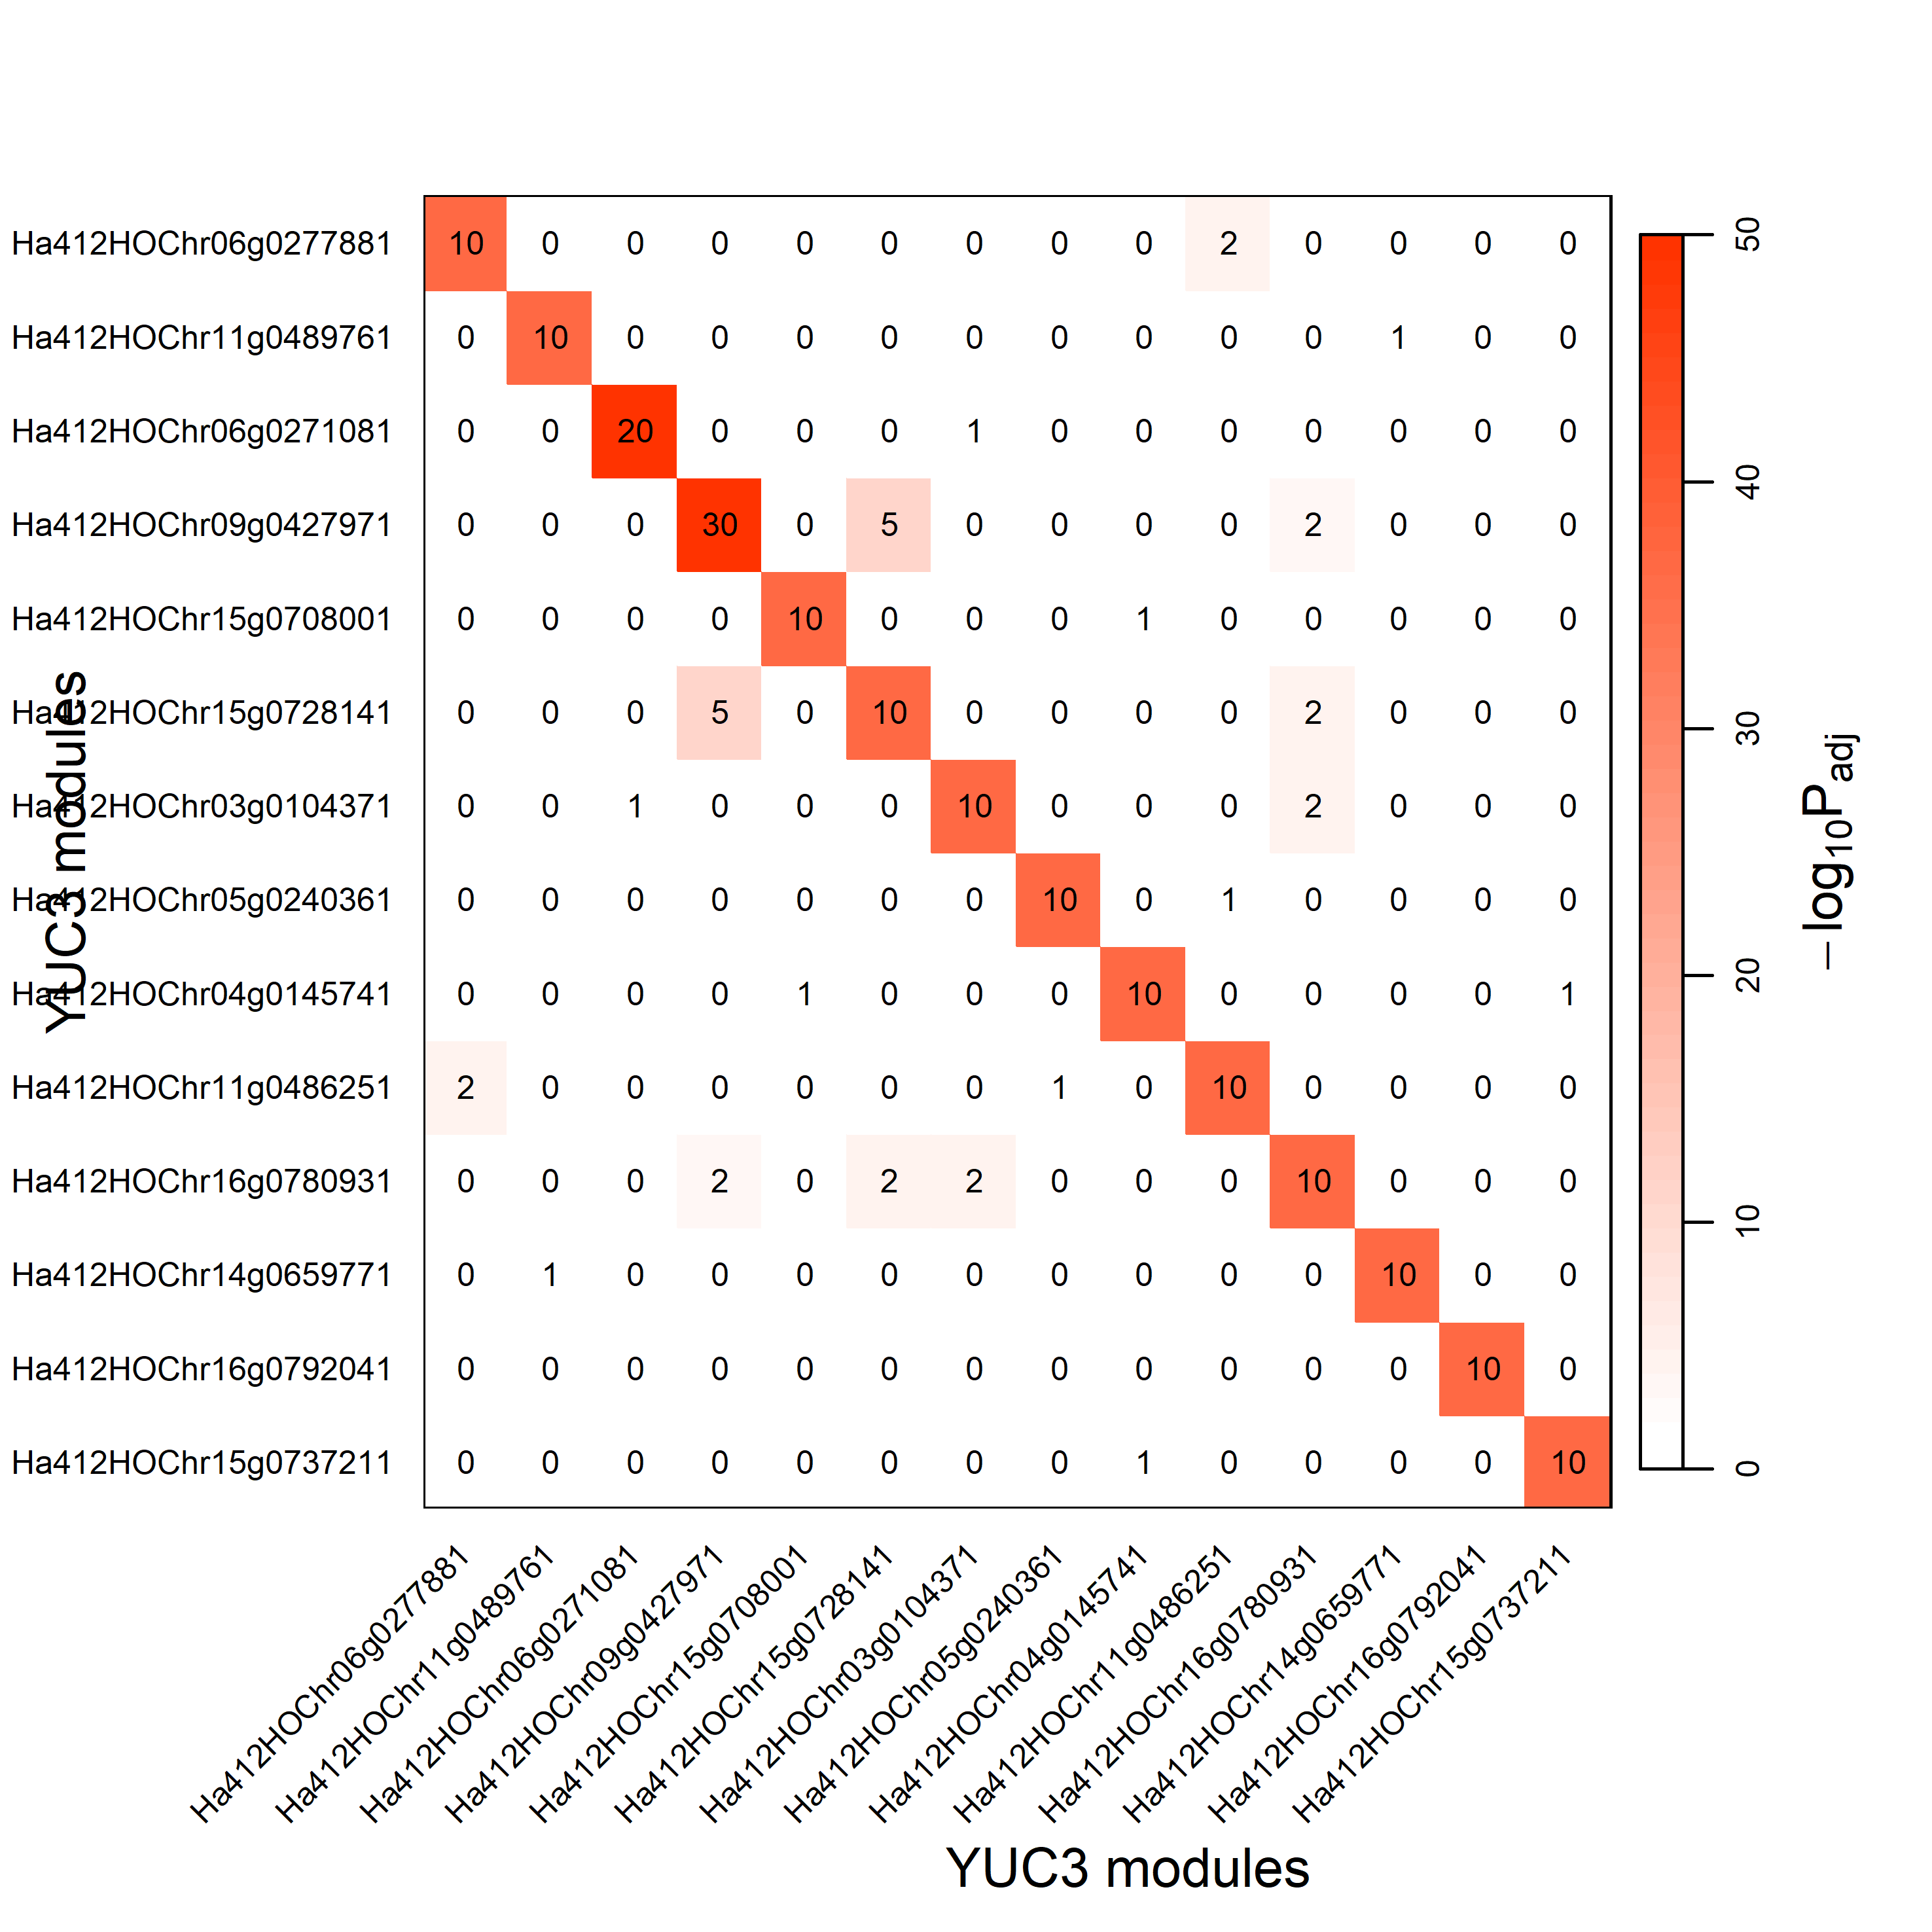 Ha412HOChr06g0277881 10 0 0 0 0 0 0 0 0 2 0 0 0 0
Ha412HOChr11g0489761 0 10 0 0 0 0 0 0 0 0 0 1 0 0
Ha412HOChr06g0271081 0 0 20 0 0 0 1 0 0 0 0 0 0 0
Ha412HOChr09g0427971 0 0 0 30 0 5 0 0 0 0 2 0 0 0
Ha412HOChr15g0708001 0 0 0 0 10 0 0 0 1 0 0 0 0 0
Ha412HOChr15g0728141 0 0 0 5 0 10 0 0 0 0 2 0 0 0
Ha412HOChr03g0104371 0 0 1 0 0 0 10 0 0 0 2 0 0 0
Ha412HOChr05g0240361 0 0 0 0 0 0 0 10 0 1 0 0 0 0
Ha412HOChr04g0145741 0 0 0 0 1 0 0 0 10 0 0 0 0 1
Ha412HOChr11g0486251 2 0 0 0 0 0 0 1 0 10 0 0 0 0
Ha412HOChr16g0780931 0 0 0 2 0 2 2 0 0 0 10 0 0 0
Ha412HOChr14g0659771 0 1 0 0 0 0 0 0 0 0 0 10 0 0
Ha412HOChr16g0792041 0 0 0 0 0 0 0 0 0 0 0 0 10 0
Ha412HOChr15g0737211 0 0 0 0 0 0 0 0 1 0 0 0 0 10
YUC3 modules
Ha412HOChr06g0277881
Ha412HOChr11g0489761
Ha412HOChr06g0271081
Ha412HOChr09g0427971
Ha412HOChr15g0708001
Ha412HOChr15g0728141
Ha412HOChr03g0104371
Ha412HOChr05g0240361
Ha412HOChr04g0145741
Ha412HOChr11g0486251
Ha412HOChr16g0780931
Ha412HOChr14g0659771
Ha412HOChr16g0792041
Ha412HOChr15g0737211
YUC3 modules
50
40
30
20
10
0
−log10Padj